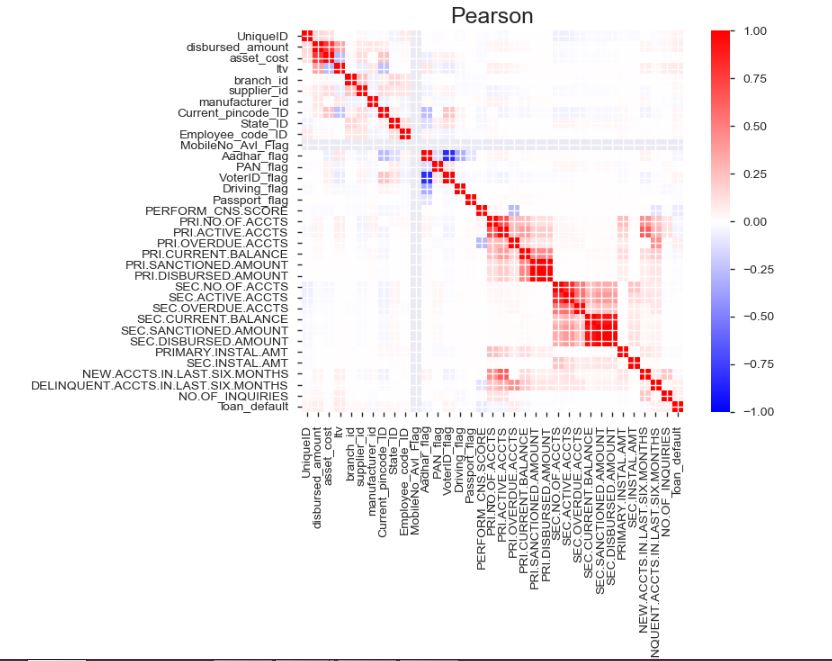 Pearson
UniqueID
disbursed_amount
asset_cost
ltv
branch_id
supplier_id
manufacturer_id
Current_pincode_ID
State_ID
Employee_code_ID
MobileNo_Avl_Flag
Aadhar_flag
PAN_flag
VoterID_flag
Driving_flag
Passport_flag
PERFORM_CNS.SCORE
PRI.NO.OF.ACCTS
PRI.ACTIVE.ACCTS
PRI.OVERDUE.ACCTS
PRI.CURRENT.BALANCE
PRI.SANCTIONED.AMOUNT
PRI.DISBURSED.AMOUNT
SEC.NO.OF.ACCTS
SEC.ACTIVE.ACCTS
SEC.OVERDUE.ACCTS
SEC.CURRENT.BALANCE
SEC.SANCTIONED.AMOUNT
SEC.DISBURSED.AMOUNT
PRIMARY.INSTAL.AMT
SEC.INSTAL.AMT
NEW.ACCTS.IN.LAST.SIX.MONTHS
DELINQUENT.ACCTS.IN.LAST.SIX.MONTHS
NO.OF_INQUIRIES
loan_default
1.00
0.75
0.50
0.25
0.00
−0.25
−0.50
−0.75
−1.00
UniqueID
disbursed_amount
asset_cost
ltv
branch_id
supplier_id
manufacturer_id
Current_pincode_ID
State_ID
Employee_code_ID
MobileNo_Avl_Flag
Aadhar_flag
PAN_flag
VoterID_flag
Driving_flag
Passport_flag
PERFORM_CNS.SCORE
PRI.NO.OF.ACCTS
PRI.ACTIVE.ACCTS
PRI.OVERDUE.ACCTS
PRI.CURRENT.BALANCE
PRI.SANCTIONED.AMOUNT
PRI.DISBURSED.AMOUNT
SEC.NO.OF.ACCTS
SEC.ACTIVE.ACCTS
SEC.OVERDUE.ACCTS
SEC.CURRENT.BALANCE
SEC.SANCTIONED.AMOUNT
SEC.DISBURSED.AMOUNT
PRIMARY.INSTAL.AMT
SEC.INSTAL.AMT
NEW.ACCTS.IN.LAST.SIX.MONTHS
NQUENT.ACCTS.IN.LAST.SIX.MONTHS
NO.OF_INQUIRIES
loan_default